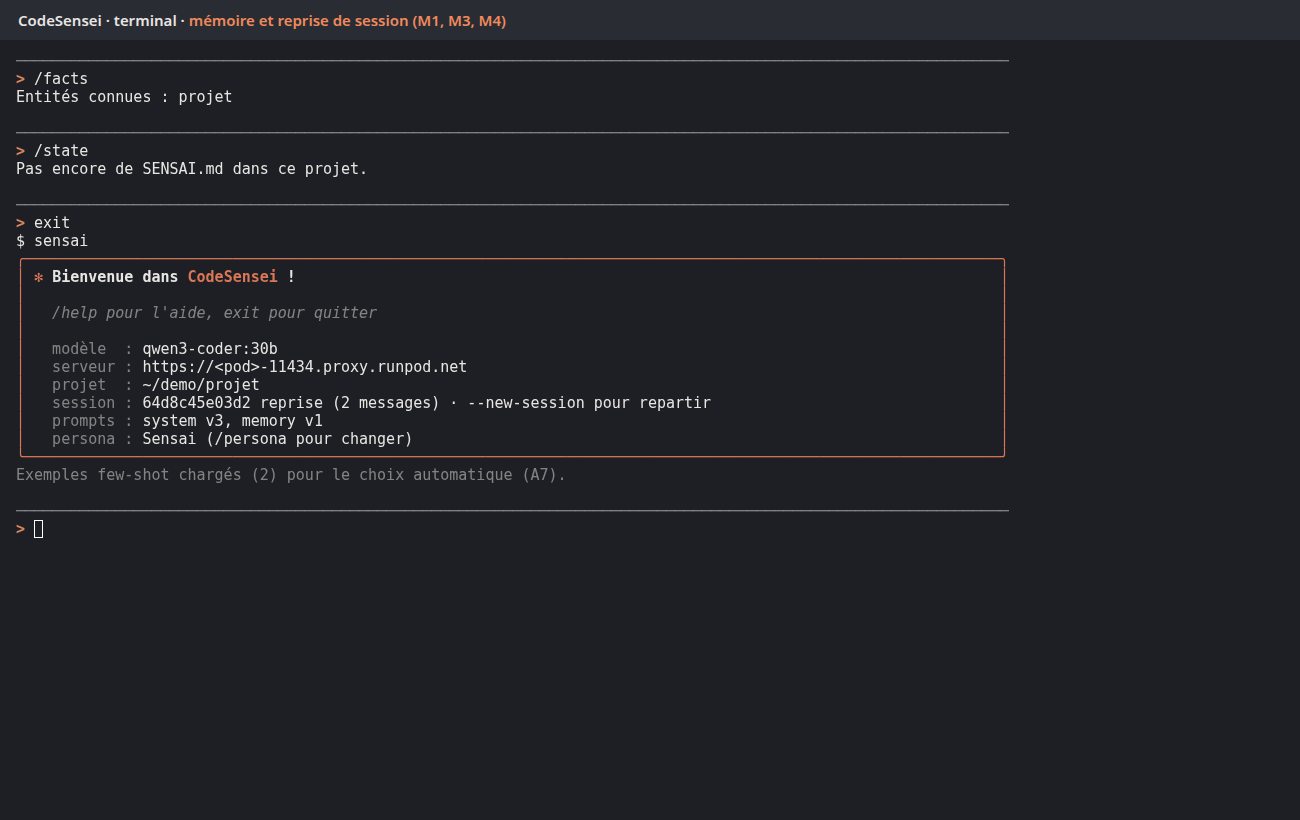 CodeSensei · terminal · mémoire et reprise de session (M1, M3, M4)
> /facts
Entités connues : projet
> /state
Pas encore de SENSAI.md dans ce projet.
> exit
$ sensai
✻ Bienvenue dans CodeSensei !
/help pour l'aide, exit pour quitter
modèle : qwen3-coder:30b
serveur : https://<pod>-11434.proxy.runpod.net
projet : ~/demo/projet
session : 64d8c45e03d2 reprise (2 messages) · --new-session pour repartir
prompts : system v3, memory v1
persona : Sensai (/persona pour changer)
Exemples few-shot chargés (2) pour le choix automatique (A7).
>